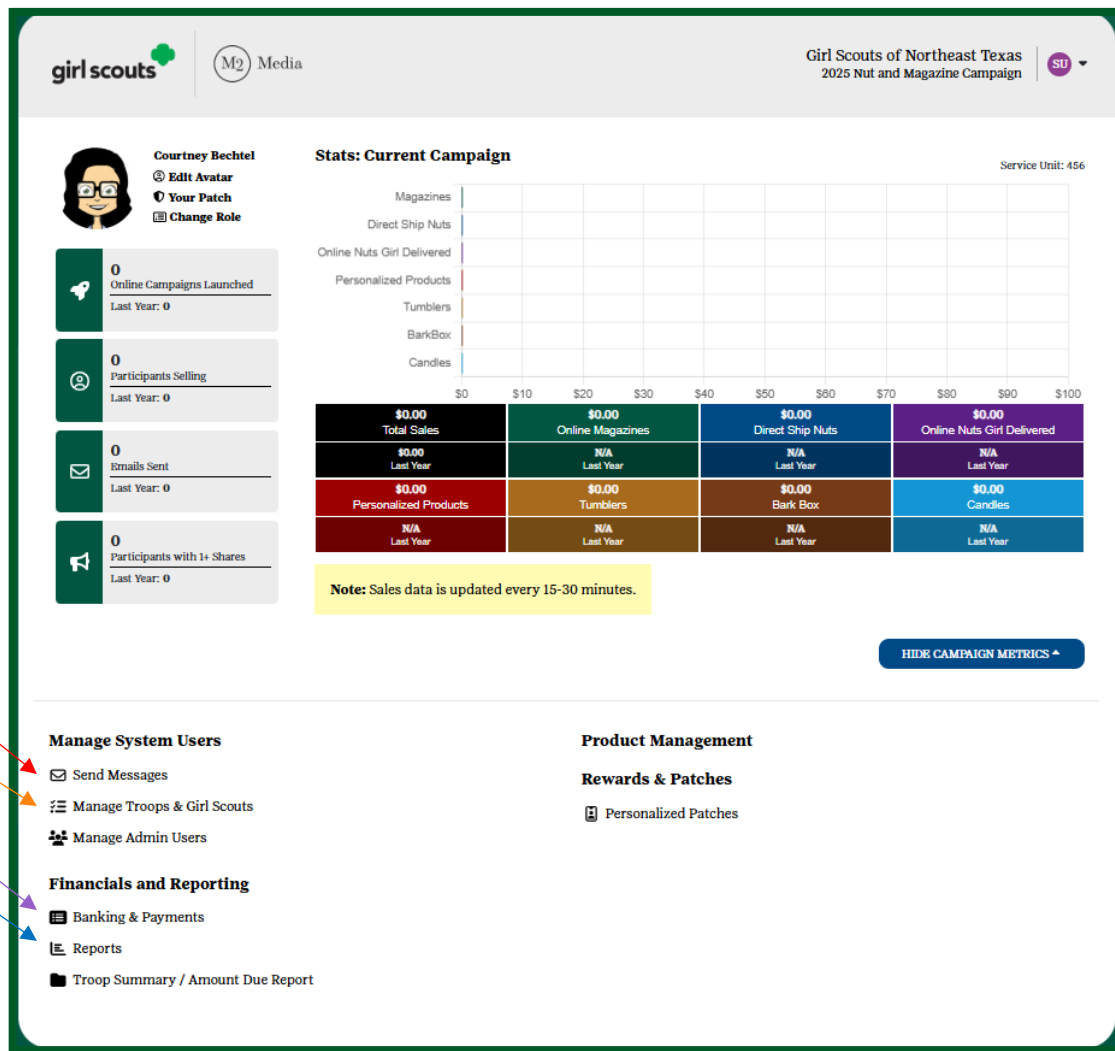 girl scouts
M2 Media
Girl Scouts of Northeast Texas
2025 Nut and Magazine Campaign
SU
Courtney Bechtel
Edit Avatar
Your Patch
Change Role
0
Online Campaigns Launched
Last Year: 0
0
Participants Selling
Last Year: 0
0
Emails Sent
Last Year: 0
0
Participants with 1+ Shares
Last Year: 0
Stats: Current Campaign
Service Unit: 456
Magazines
Direct Ship Nuts
Online Nuts Girl Delivered
Personalized Products
Tumblers
BarkBox
Candles
$0 $10 $20 $30 $40 $50 $60 $70 $80 $90 $100
$0.00 $0.00 $0.00 $0.00
Total Sales Online Magazines Direct Ship Nuts Online Nuts Girl Delivered
$0.00 N/A N/A N/A
Last Year Last Year Last Year Last Year
$0.00 $0.00 $0.00 $0.00
Personalized Products Tumblers Bark Box Candles
N/A N/A N/A N/A
Last Year Last Year Last Year Last Year
Note: Sales data is updated every 15-30 minutes.
HIDE CAMPAIGN METRICS
Manage System Users
Send Messages
Manage Troops & Girl Scouts
Manage Admin Users
Financials and Reporting
Banking & Payments
Reports
Troop Summary / Amount Due Report
Product Management
Rewards & Patches
Personalized Patches